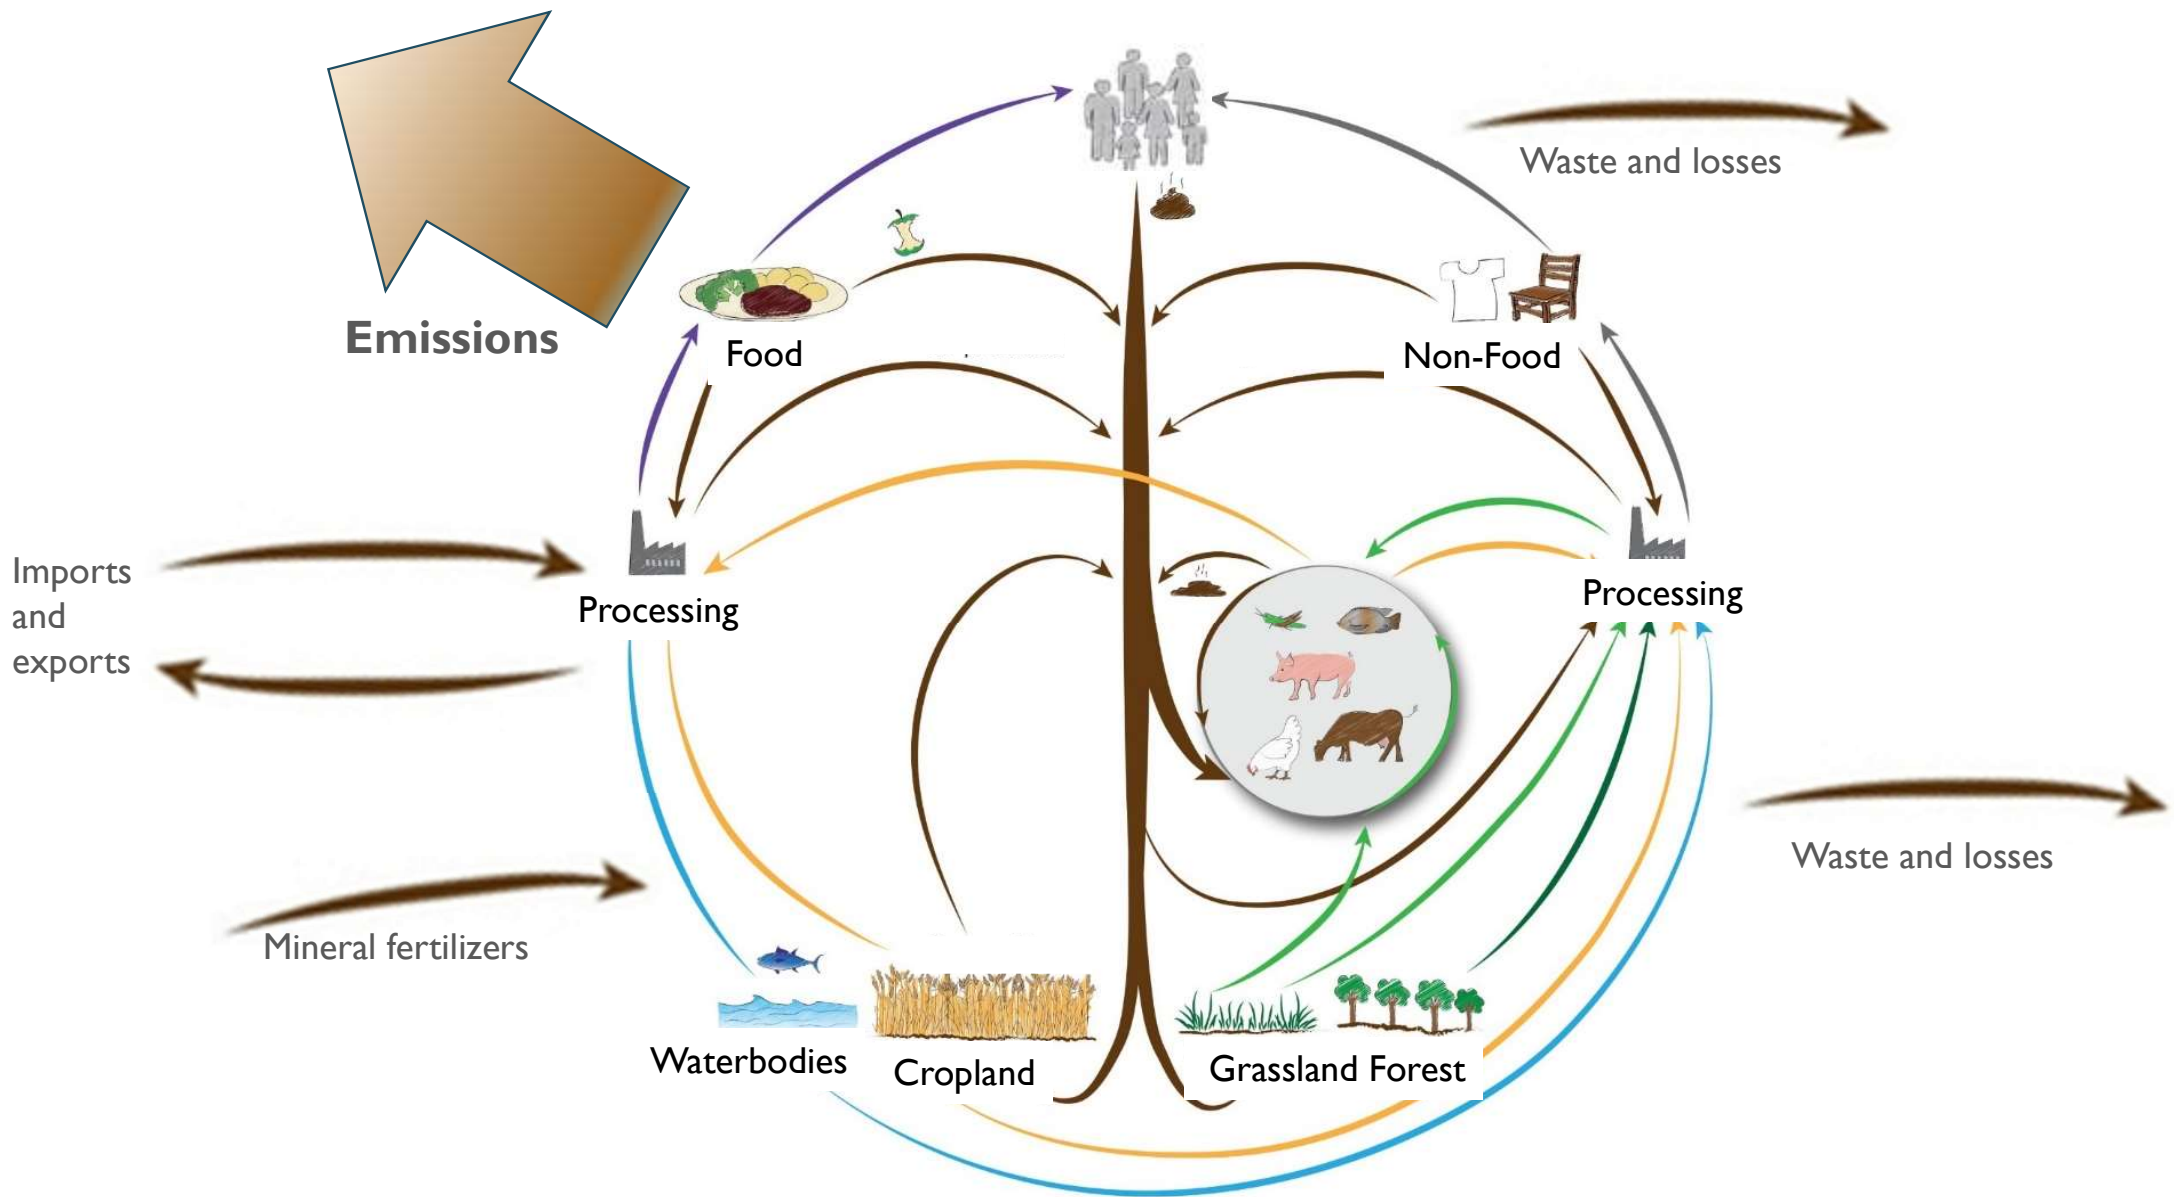 Waste and losses
Emissions
Food
Non-Food
Imports
and
exports
Processing
Processing
Waste and losses
Mineral fertilizers
Waterbodies
Cropland
Grassland Forest